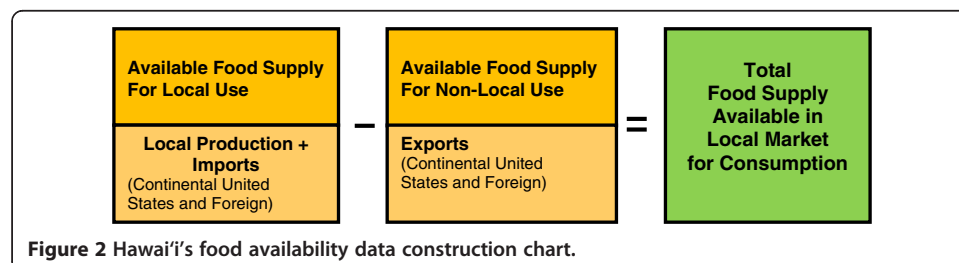 Available Food Supply
For Local Use
Local Production +
Imports
(Continental United
States and Foreign)
–
Available Food Supply
For Non-Local Use
Exports
(Continental United
States and Foreign)
=
Total
Food Supply
Available in
Local Market
for Consumption
Figure 2 Hawai‘i’s food availability data construction chart.